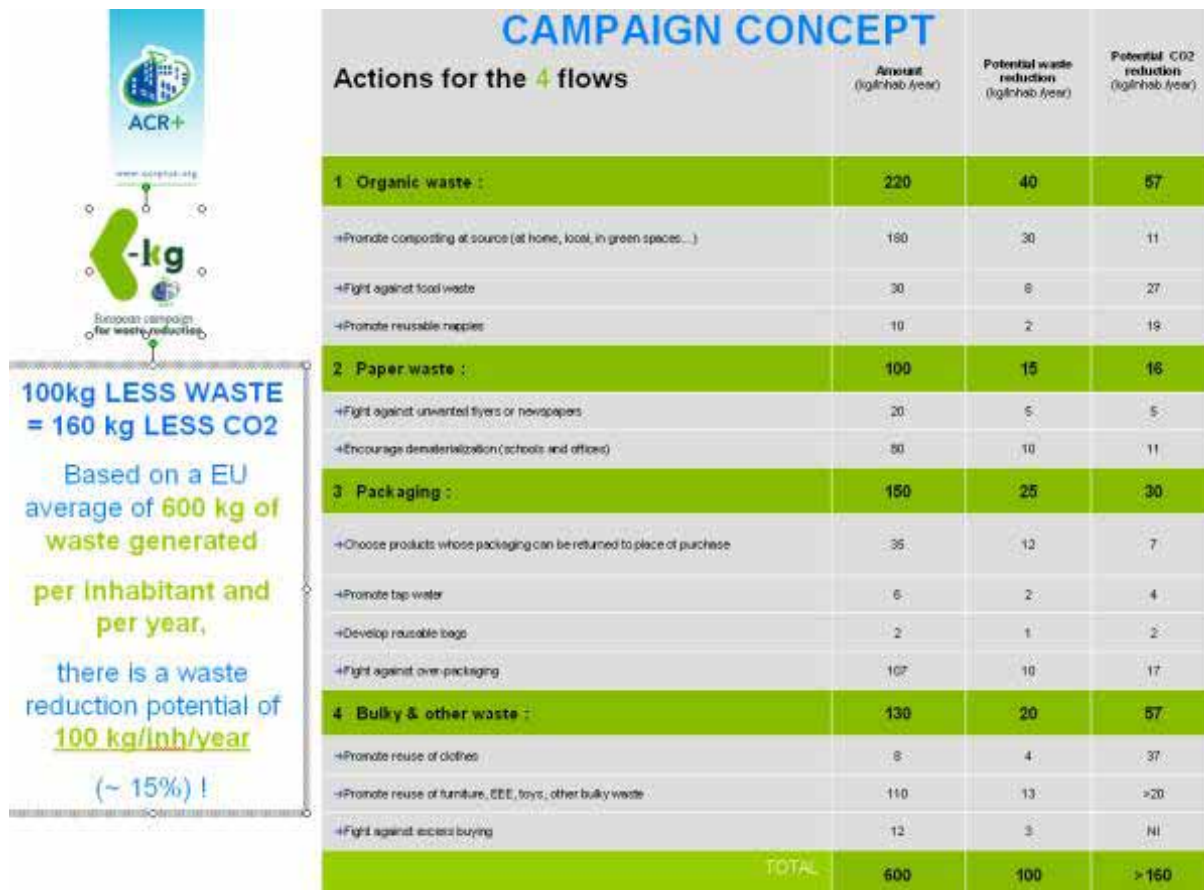 ACR+
www.acrplus.org
-kg
European campaign
for waste reduction
100kg LESS WASTE
= 160 kg LESS CO2
Based on a EU
average of 600 kg of
waste generated
per inhabitant and
per year,
there is a waste
reduction potential of
100 kg/inh/year
(~ 15%) !
CAMPAIGN CONCEPT
Actions for the 4 flows
Amount
(kg/inhab./year)
Potential waste
reduction
(kg/inhab./year)
Potential CO2
reduction
(kg/inhab./year)
1 Organic waste : 220 40 57
→Promote composting at source (at home, local, in green spaces...) 180 30 11
→Fight against food waste 30 8 27
→Promote reusable nappies 10 2 19
2 Paper waste : 100 15 16
→Fight against unwanted flyers or newspapers 20 5 5
→Encourage dematerialization (schools and offices) 80 10 11
3 Packaging : 150 25 30
→Choose products whose packaging can be returned to place of purchase 35 12 7
→Promote tap water 6 2 4
→Develop reusable bags 2 1 2
→Fight against over-packaging 107 10 17
4 Bulky & other waste : 130 20 57
→Promote reuse of clothes 8 4 37
→Promote reuse of furniture, EEE, toys, other bulky waste 110 13 >20
→Fight against excess buying 12 3 NI
TOTAL 600 100 >160